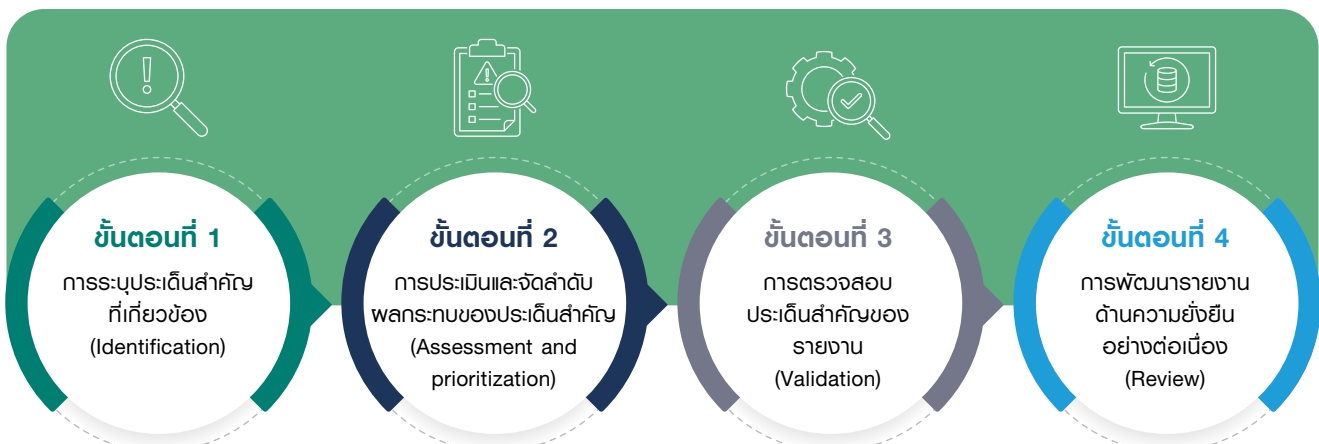 ขั้นตอนที่ 1
การระบุประเด็นสำคัญ
ที่เกี่ยวข้อง
(Identification)
ขั้นตอนที่ 2
การประเมินและจัดลำดับ
ผลกระทบของประเด็นสำคัญ
(Assessment and
prioritization)
ขั้นตอนที่ 3
การตรวจสอบ
ประเด็นสำคัญของ
รายงาน
(Validation)
ขั้นตอนที่ 4
การพัฒนารายงาน
ด้านความยั่งยืน
อย่างต่อเนื่อง
(Review)